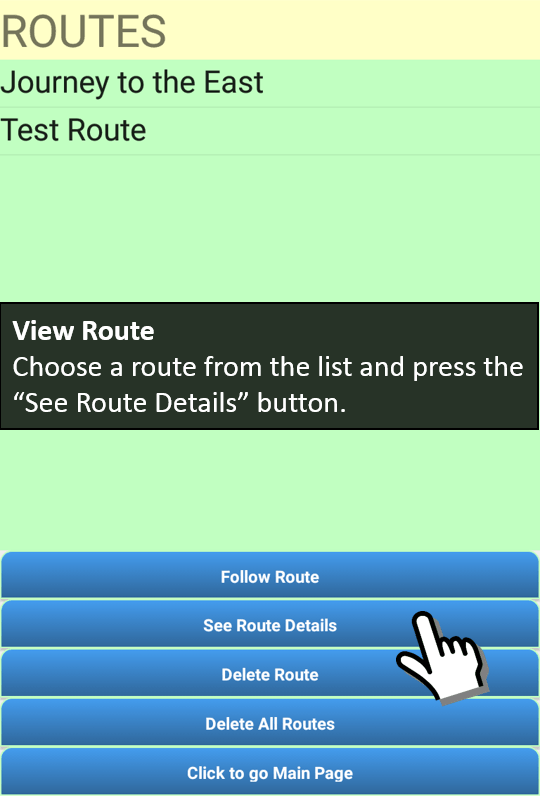 ROUTES
Journey to the East
Test Route
View Route
Choose a route from the list and press the
“See Route Details” button.
Follow Route
See Route Details
Delete Route
Delete All Routes
Click to go Main Page